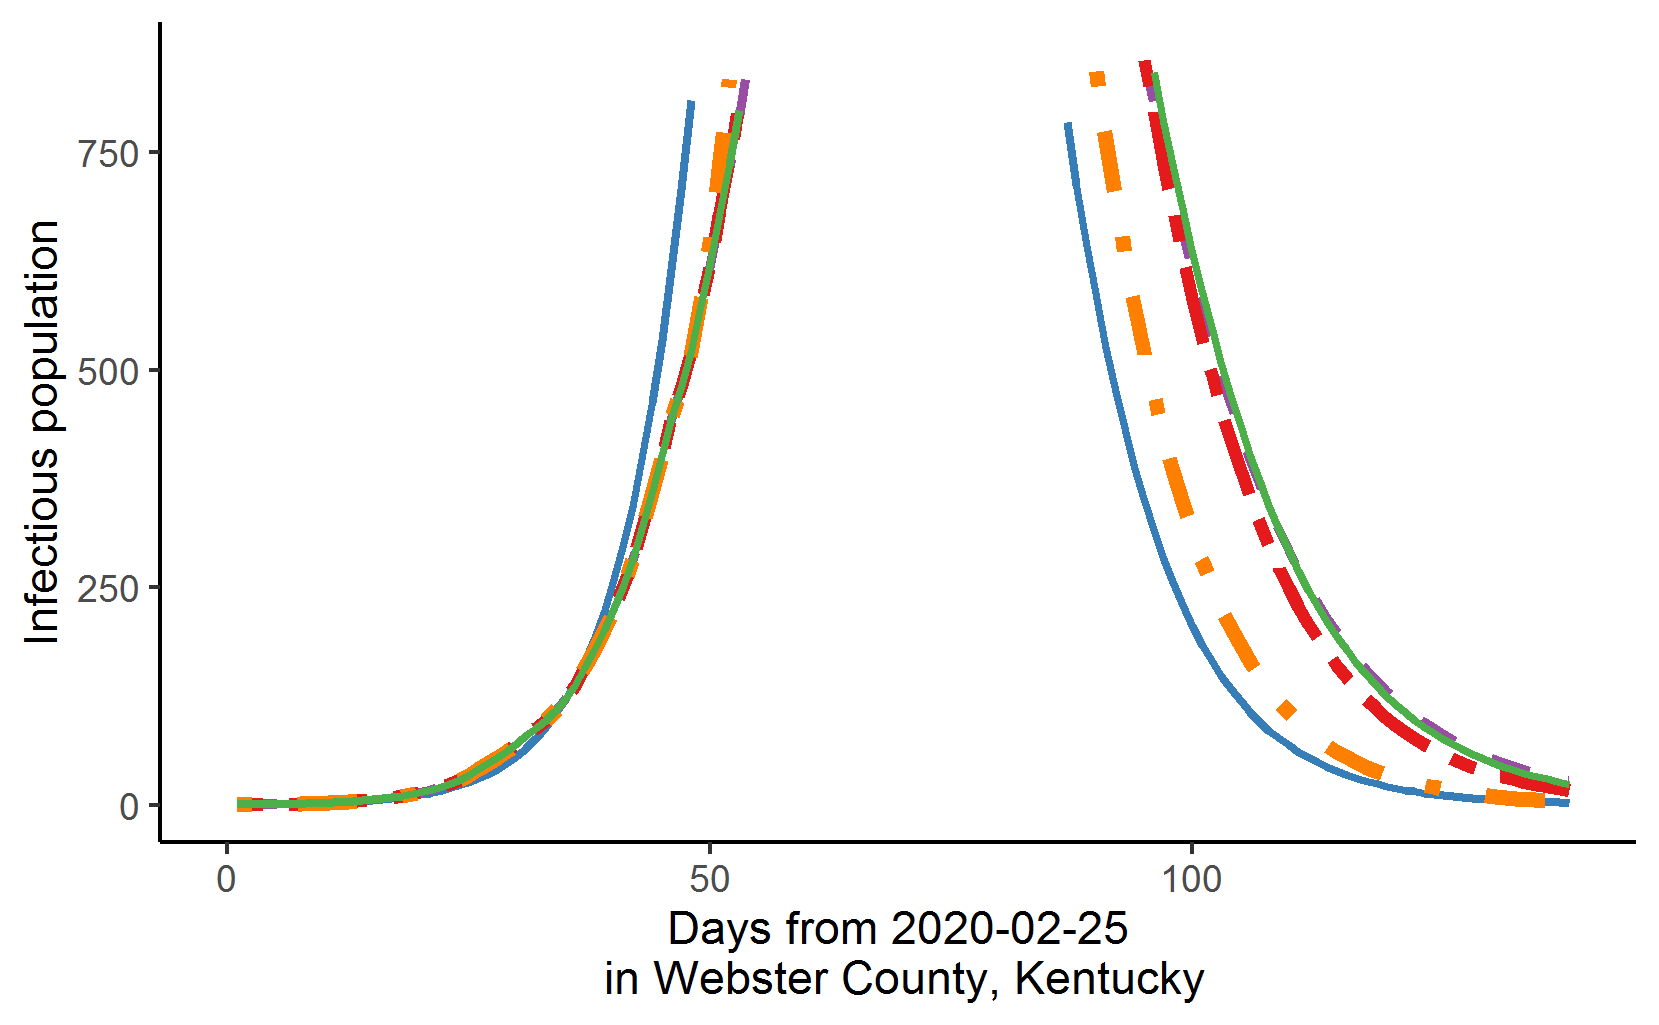 Infectious population
750
500
250
0
0 50 100
Days from 2020-02-25
in Webster County, Kentucky